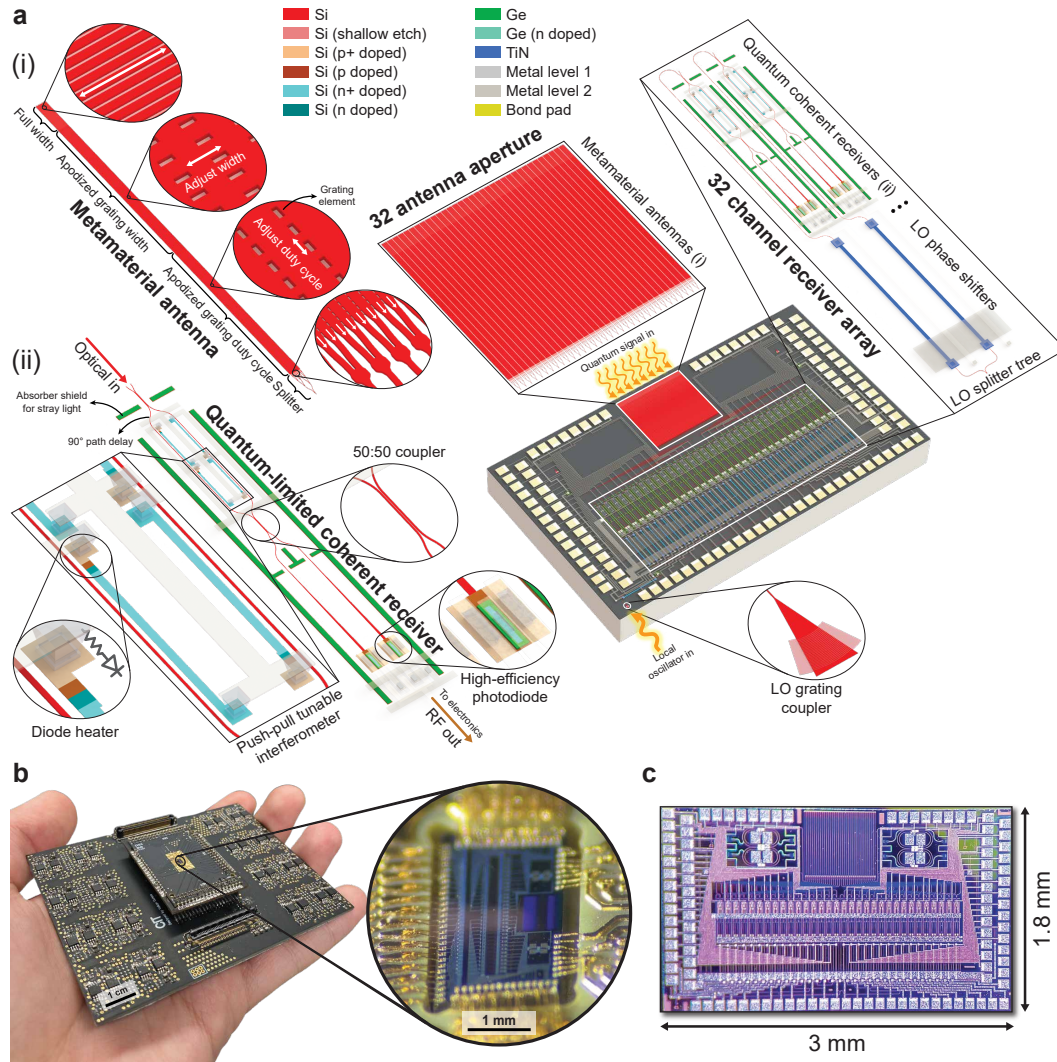 a
Si
Si (shallow etch)
Si (p+ doped)
Si (p doped)
Si (n+ doped)
Si (n doped)
Ge
Ge (n doped)
TiN
Metal level 1
Metal level 2
Bond pad
(i)
Full width
Apodized grating width
Apodized grating duty cycle
Splitter
Metamaterial antenna
Adjust width
Grating
element
Adjust duty cycle
32 antenna aperture
Metamaterial antennas (i)
Quantum signal in
Quantum coherent receivers (ii)
32 channel receiver array
LO phase shifters
LO splitter tree
Local
oscillator in
LO grating
coupler
(ii)
Optical in
Absorber shield
for stray light
90° path delay
Quantum-limited coherent receiver
50:50 coupler
High-efficiency
photodiode
Diode heater
Push-pull tunable
interferometer
To electronics
RF out
b
1 cm
1 mm
c
1.8 mm
3 mm